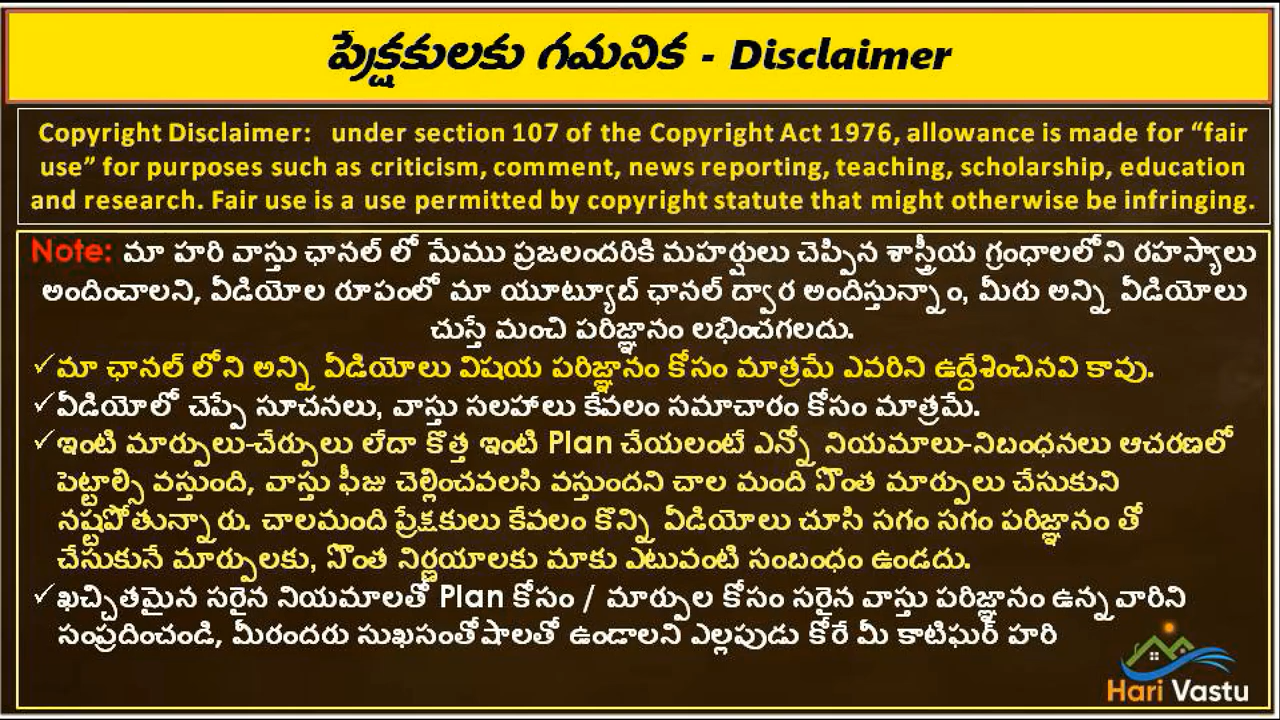 ప్రేక్షకులకు గమనిక - Disclaimer
Copyright Disclaimer: under section 107 of the Copyright Act 1976, allowance is made for “fair
use” for purposes such as criticism, comment, news reporting, teaching, scholarship, education
and research. Fair use is a use permitted by copyright statute that might otherwise be infringing.
Note: మా హరి వాస్తు ఛానల్ లో మేము ప్రజలందరికి మహర్షులు చెప్పిన శాస్త్రీయ గ్రంధాలలోని రహస్యాలు
అందించాలని, వీడియోల రూపంలో మా యూట్యూబ్ ఛానల్ ద్వార అందిస్తున్నాం, మీరు అన్ని వీడియోలు
చుస్తే మంచి పరిజ్ఞానం లభించగలదు.
✓మా ఛానల్ లోని అన్ని వీడియోలు విషయ పరిజ్ఞానం కోసం మాత్రమే ఎవరిని ఉద్దేశించినవి కావు.
✓వీడియోలో చెప్పే సూచనలు, వాస్తు సలహాలు కేవలం సమాచారం కోసం మాత్రమే.
✓ఇంటి మార్పులు-చేర్పులు లేదా కొత్త ఇంటి Plan చేయలంటే ఎన్నో నియమాలు-నిబంధనలు ఆచరణలో
పెట్టాల్సి వస్తుంది, వాస్తు ఫీజు చెల్లించవలసి వస్తుందని చాల మంది సొంత మార్పులు చేసుకుని
నష్టపోతున్నారు. చాలమంది ప్రేక్షకులు కేవలం కొన్ని వీడియోలు చూసి సగం సగం పరిజ్ఞానం తో
చేసుకునే మార్పులకు, సొంత నిర్ణయాలకు మాకు ఎటువంటి సంబంధం ఉండదు.
✓ఖచ్చితమైన సరైన నియమాలతో Plan కోసం / మార్పుల కోసం సరైన వాస్తు పరిజ్ఞానం ఉన్నవారిని
సంప్రదించండి, మీరందరు సుఖసంతోషాలతో ఉండాలని ఎల్లపుడు కోరే మీ కాటిఘర్ హరి
Hari Vastu